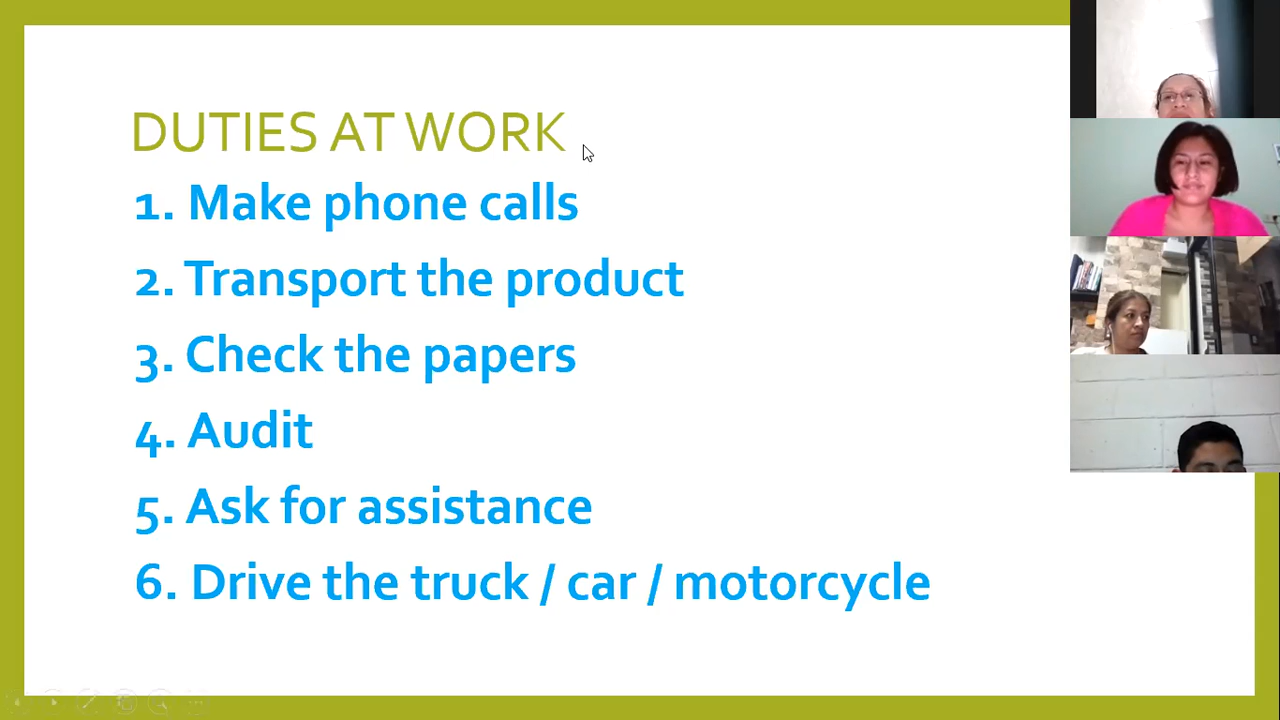 DUTIES AT WORK
1. Make phone calls
2. Transport the product
3. Check the papers
4. Audit
5. Ask for assistance
6. Drive the truck / car / motorcycle